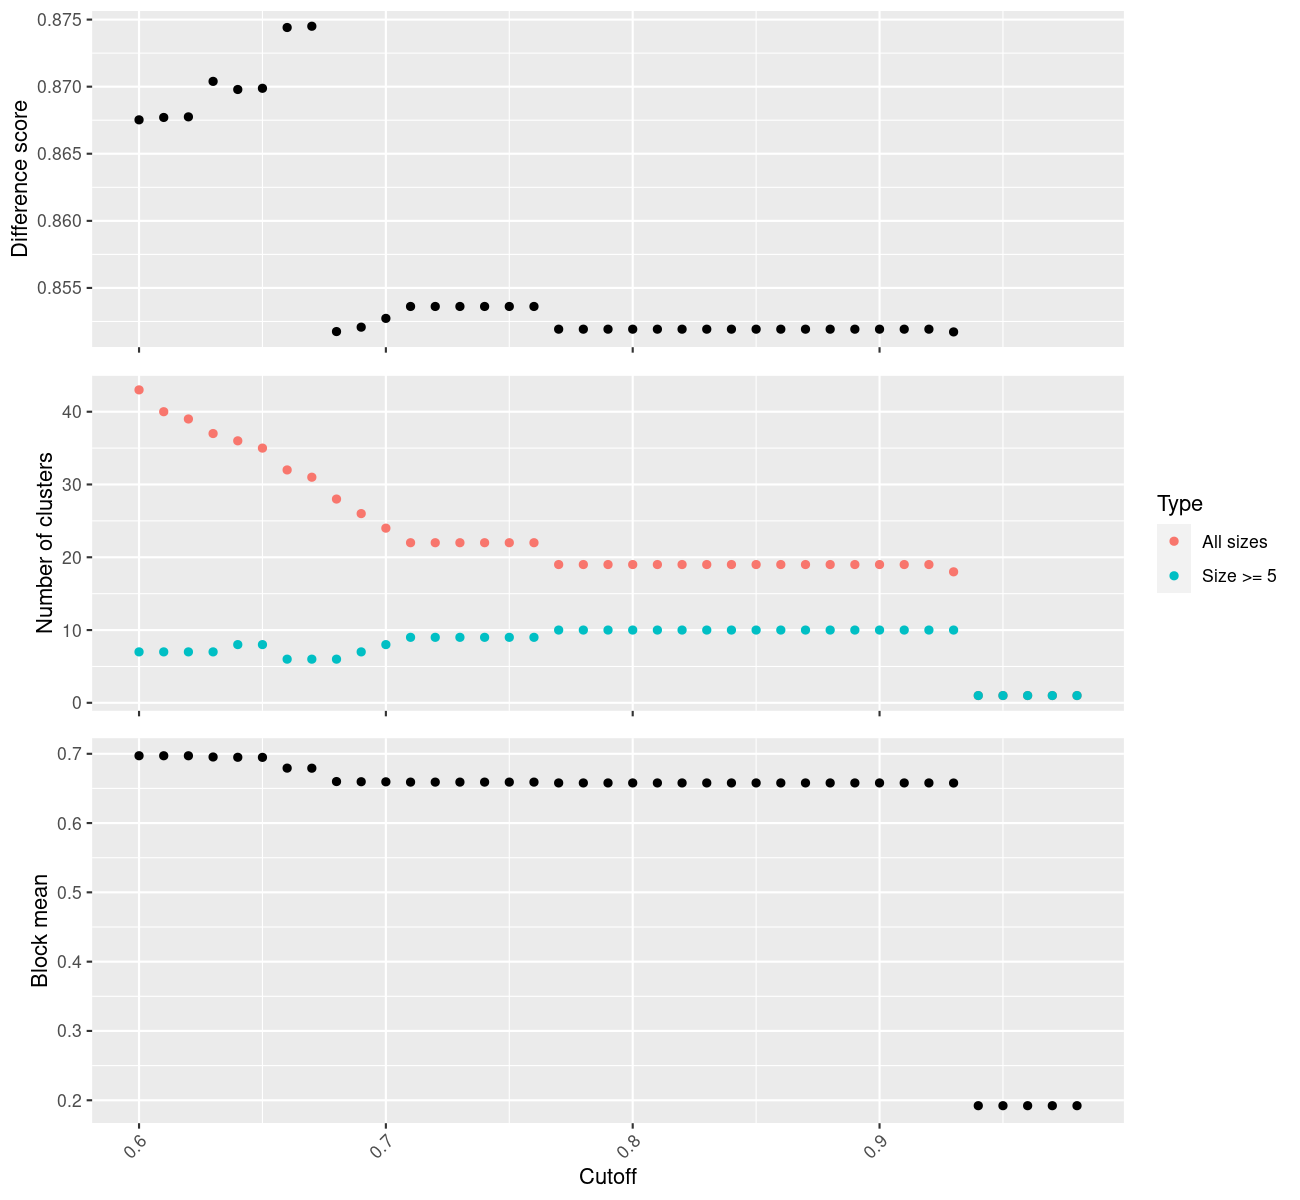 0.875
0.870
0.865
0.860
0.855
Difference score
40
30
20
10
0
Number of clusters
Type
All sizes
Size >= 5
0.7
0.6
0.5
0.4
0.3
0.2
Block mean
0.6 0.7 0.8 0.9
Cutoff